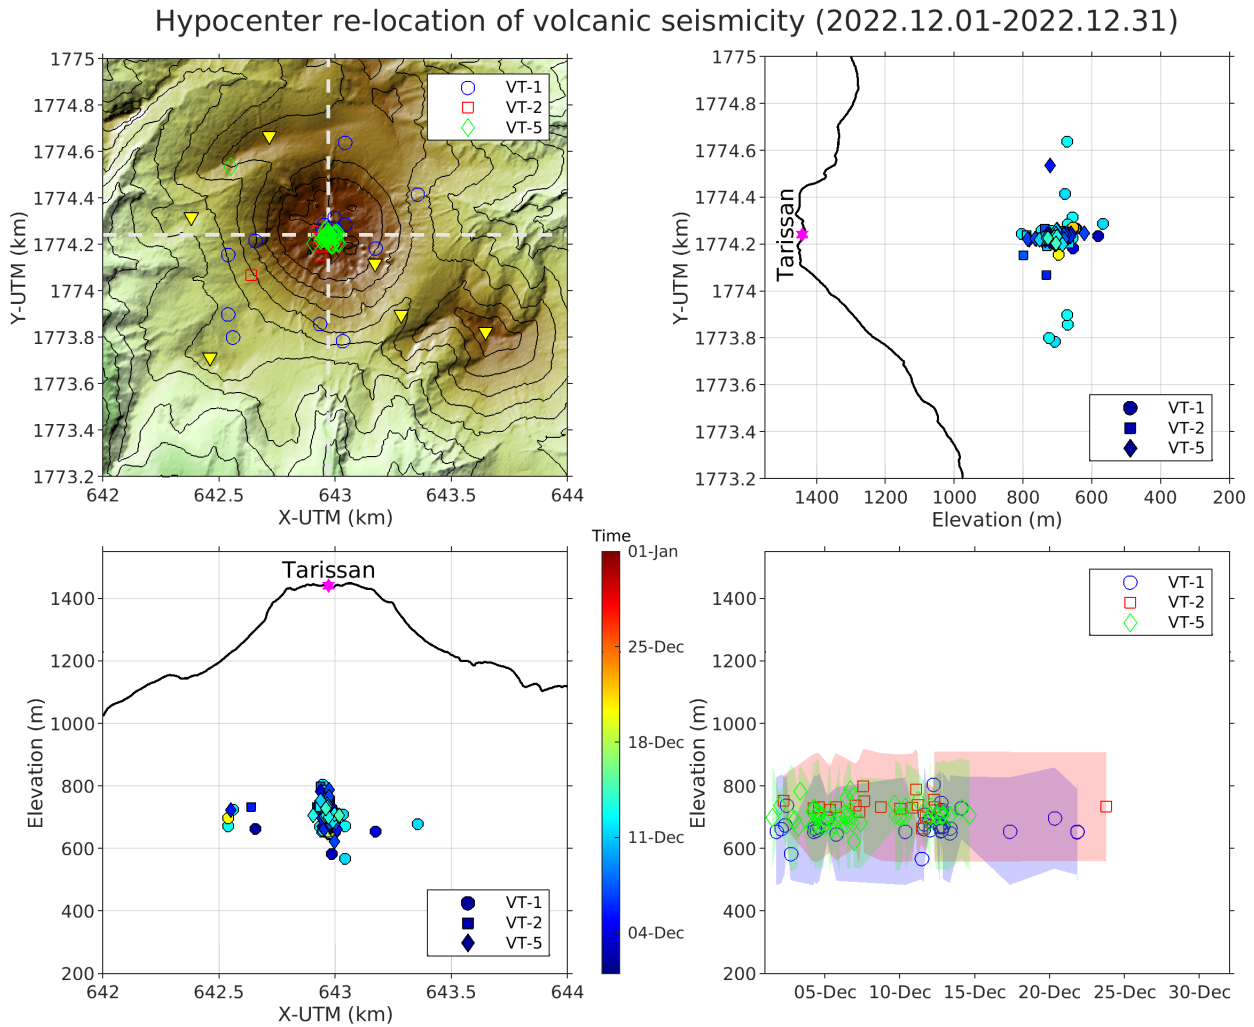 Hypocenter re-location of volcanic seismicity (2022.12.01-2022.12.31)
1775
1774.8
1774.6
1774.4
1774.2
1774
1773.8
1773.6
1773.4
1773.2
Y-UTM (km)
642
642.5
643
643.5
644
X-UTM (km)
VT-1
VT-2
VT-5
1775
1774.8
1774.6
1774.4
1774.2
1774
1773.8
1773.6
1773.4
1773.2
Y-UTM (km)
Tarissan
1400
1200
1000
800
600
400
200
Elevation (m)
VT-1
VT-2
VT-5
1400
1200
1000
800
600
400
200
Elevation (m)
Tarissan
642
642.5
643
643.5
644
X-UTM (km)
VT-1
VT-2
VT-5
Time
01-Jan
25-Dec
18-Dec
11-Dec
04-Dec
1400
1200
1000
800
600
400
200
Elevation (m)
VT-1
VT-2
VT-5
05-Dec
10-Dec
15-Dec
20-Dec
25-Dec
30-Dec